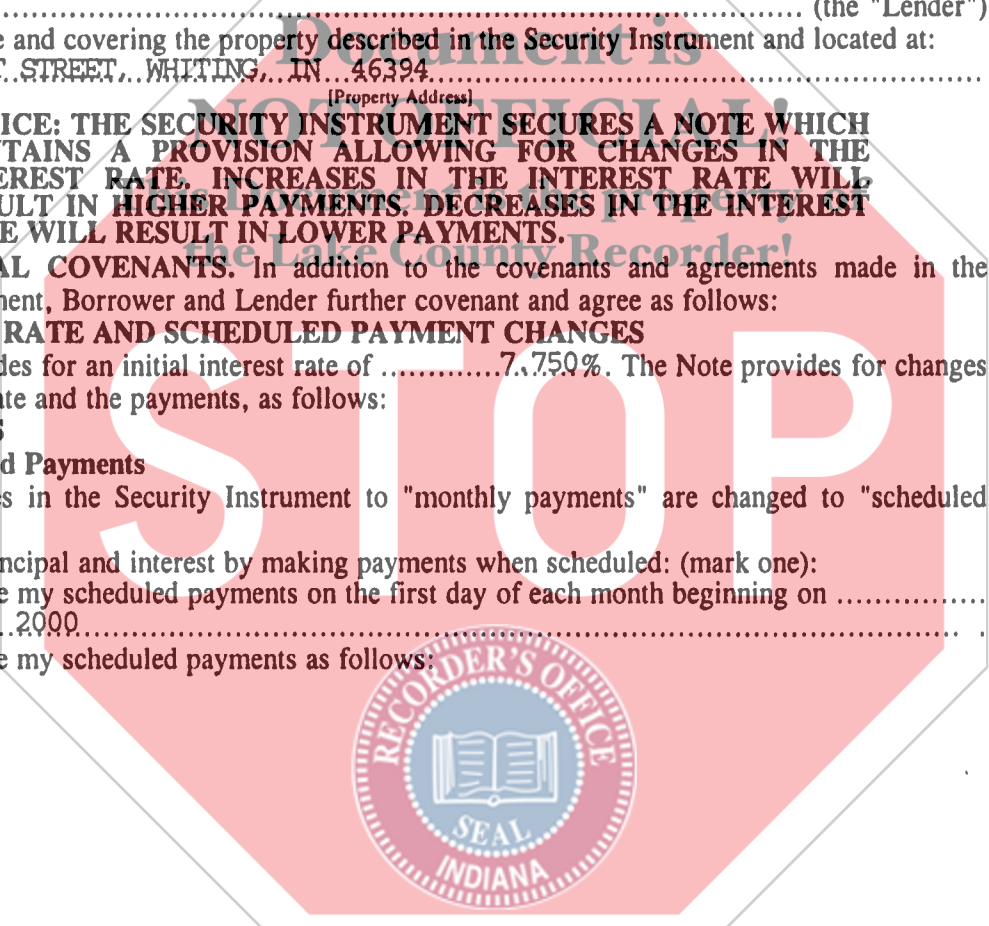 (the "Lender")
e and covering the property described in the Security Instrument and located at:
T STREET, WHITING, IN 46394
[Property Address]
ICE: THE SECURITY INSTRUMENT SECURES A NOTE WHICH
TAINS A PROVISION ALLOWING FOR CHANGES IN THE
EREST RATE. INCREASES IN THE INTEREST RATE WILL
ULT IN HIGHER PAYMENTS. DECREASES IN THE INTEREST
E WILL RESULT IN LOWER PAYMENTS.
AL COVENANTS. In addition to the covenants and agreements made in the
ment, Borrower and Lender further covenant and agree as follows:
RATE AND SCHEDULED PAYMENT CHANGES
des for an initial interest rate of .............7.750%. The Note provides for changes
ate and the payments, as follows:
S
d Payments
es in the Security Instrument to "monthly payments" are changed to "scheduled
ncipal and interest by making payments when scheduled: (mark one):
e my scheduled payments on the first day of each month beginning on ................
2000
e my scheduled payments as follows:
Document is
NOT OFFICIAL!
This Document is the property of
the Lake County Recorder!
STOP
RECORDER'S OFFICE
SEAL
INDIANA